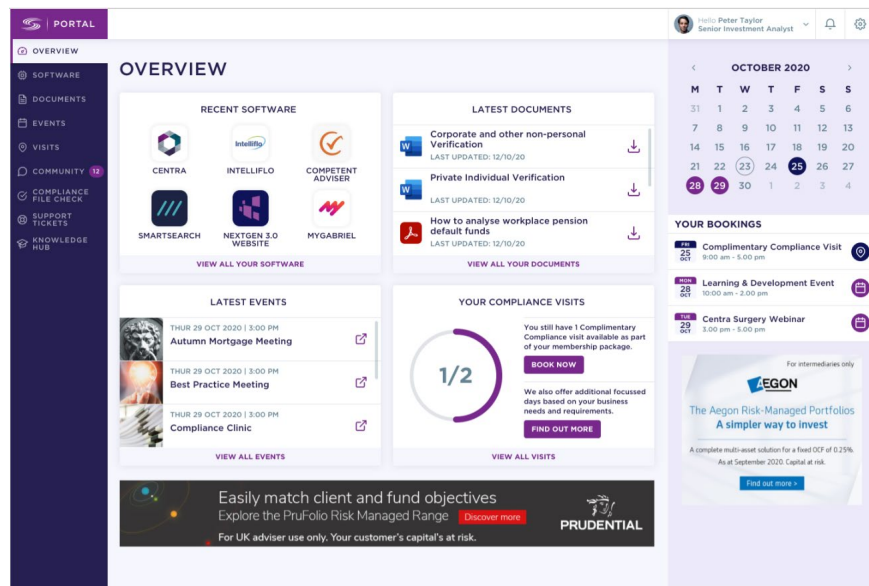 PORTAL
Hello Peter Taylor
Senior Investment Analyst
OVERVIEW
SOFTWARE
DOCUMENTS
EVENTS
VISITS
COMMUNITY 12
COMPLIANCE
FILE CHECK
SUPPORT
TICKETS
KNOWLEDGE
HUB
OVERVIEW
RECENT SOFTWARE
CENTRA
Intelliflo
INTELLIFLO
COMPETENT
ADVISER
SMARTSEARCH
NEXTGEN 3.0
WEBSITE
MYGABRIEL
VIEW ALL YOUR SOFTWARE
LATEST DOCUMENTS
Corporate and other non-personal
Verification
LAST UPDATED: 12/10/20
Private Individual Verification
LAST UPDATED: 12/10/20
How to analyse workplace pension
default funds
LAST UPDATED: 12/10/20
VIEW ALL YOUR DOCUMENTS
LATEST EVENTS
THUR 29 OCT 2020 | 3:00 PM
Autumn Mortgage Meeting
THUR 29 OCT 2020 | 3:00 PM
Best Practice Meeting
THUR 29 OCT 2020 | 3:00 PM
Compliance Clinic
VIEW ALL EVENTS
YOUR COMPLIANCE VISITS
1/2
You still have 1 Complimentary
Compliance visit available as part
of your membership package.
BOOK NOW
We also offer additional focussed
days based on your business
needs and requirements.
FIND OUT MORE
VIEW ALL VISITS
Easily match client and fund objectives
Explore the PruFolio Risk Managed Range Discover more
For UK adviser use only. Your customer's capital's at risk.
PRUDENTIAL
OCTOBER 2020
M T W T F S S
31 1 2 3 4 5 6
7 8 9 10 11 12 13
14 15 16 17 18 19 20
21 22 23 24 25 26 27
28 29 30 1 2 3 4
YOUR BOOKINGS
FRI
25
OCT
Complimentary Compliance Visit
9:00 am - 5.00 pm
MON
28
OCT
Learning & Development Event
10:00 am - 2.00 pm
TUE
29
OCT
Centra Surgery Webinar
3.00 pm - 5.00 pm
For intermediaries only
AEGON
The Aegon Risk-Managed Portfolios
A simpler way to invest
A complete multi-asset solution for a fixed OCF of 0.25%.
As at September 2020. Capital at risk.
Find out more >